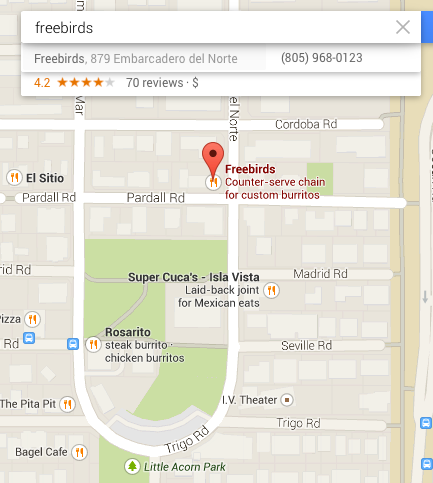 freebirds
Freebirds, 879 Embarcadero del Norte
(805) 968-0123
4.2
70 reviews · $
Mar
el Norte
Cordoba Rd
Freebirds
Counter-serve chain
for custom burritos
El Sitio
Pardall Rd
Pardall Rd
rid Rd
Super Cuca's - Isla Vista
Laid-back joint
for Mexican eats
Madrid Rd
Pizza
Rosarito
steak burrito ·
chicken burritos
Rd
Seville Rd
The Pita Pit
I.V. Theater
Trigo Rd
Trigo Rd
Bagel Cafe
Little Acorn Park